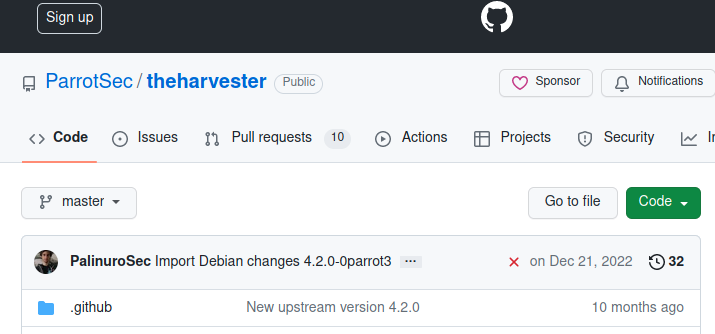 Sign up
ParrotSec / theharvester Public Sponsor Notifications
Code Issues Pull requests 10 Actions Projects Security
master Go to file Code
PalinuroSec Import Debian changes 4.2.0-0parrot3 ... on Dec 21, 2022 32
.github New upstream version 4.2.0 10 months ago